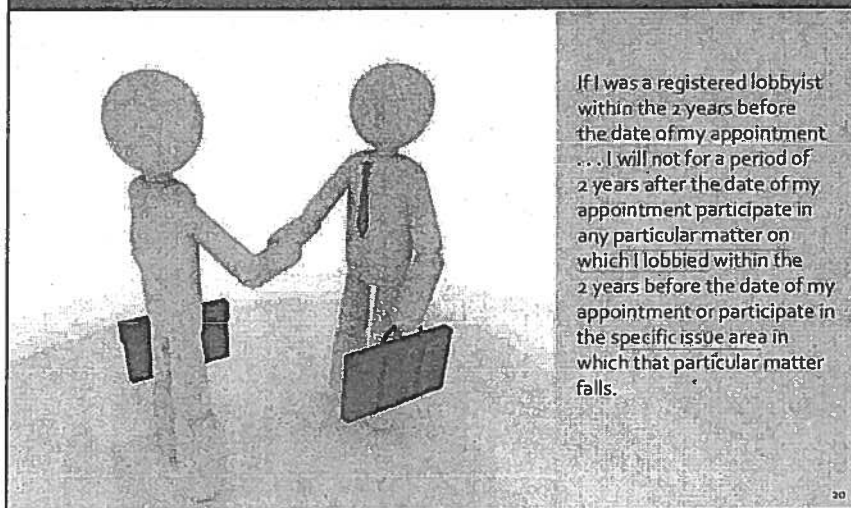 If I was a registered lobbyist
within the 2 years before
the date of my appointment
. . . I will not for a period of
2 years after the date of my
appointment participate in
any particular matter on
which I lobbied within the
2 years before the date of my
appointment or participate in
the specific issue area in
which that particular matter
falls.
20